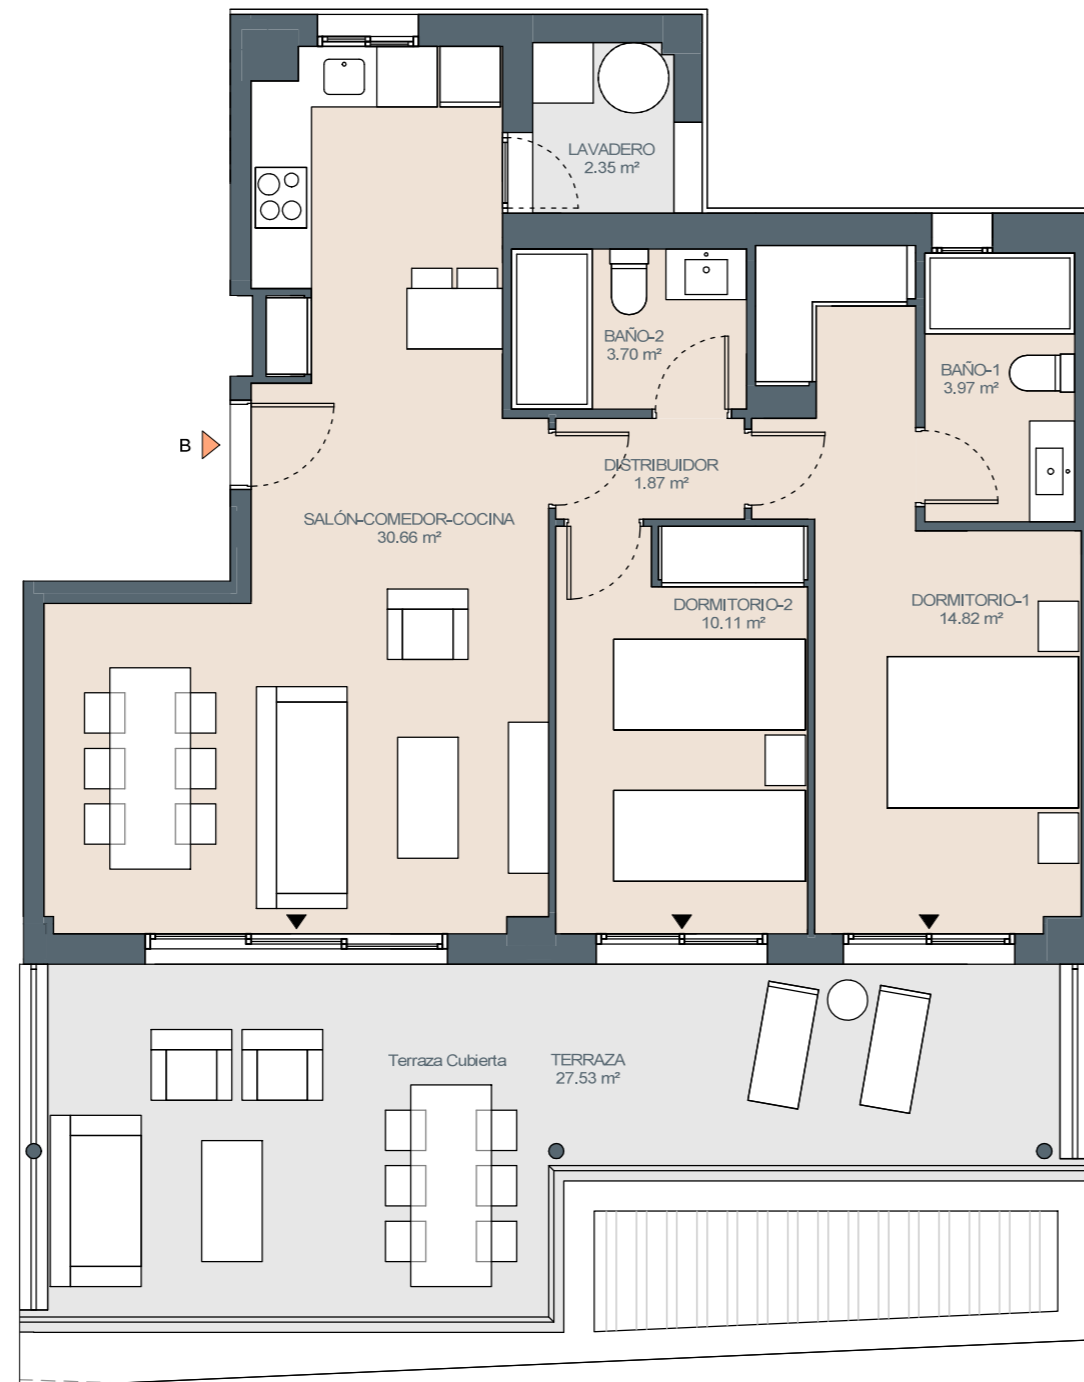 LAVADERO
2.35 m²
BAÑO-2
3.70 m²
BAÑO-1
3.97 m²
B
DISTRIBUIDOR
1.87 m²
SALÓN-COMEDOR-COCINA
30.66 m²
DORMITORIO-2
10.11 m²
DORMITORIO-1
14.82 m²
Terraza Cubierta
TERRAZA
27.53 m²